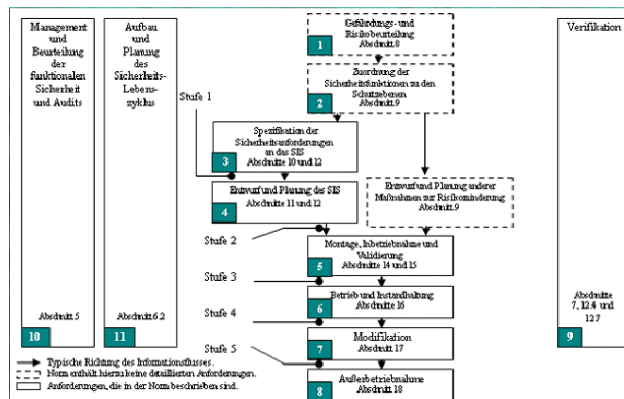 Management
und
Beurteilung
der
funktionalen
Sicherheit
und Audits
Abschnitt 5
10
Aufbau
und
Planung
des
Sicherheits-
Lebens-
zyklus
Abschnitt 6.2
11
Gefährdungs- und
Risikobeurteilung
Abschnitt 8
1
Zuordnung der
Sicherheitsfunktionen zu den
Schutzebenen
Abschnitt 9
2
Stufe 1
Spezifikation der
Sicherheitsanforderungen
an das SIS
Abschnitte 10 und 12
3
Entwurf und Planung des SIS
Abschnitte 11 und 12
4
Entwurf und Planung anderer
Maßnahmen zur Risikominderung
Abschnitt 9
Stufe 2
Montage, Inbetriebnahme und
Validierung
Abschnitte 14 und 15
5
Stufe 3
Betrieb und Instandhaltung
Abschnitte 16
6
Stufe 4
Modifikation
Abschnitt 17
7
Stufe 5
Außerbetriebnahme
Abschnitt 18
8
Verifikation
Abschnitte
7, 12.4 und
12.7
9
Typische Richtung des Informationsflusses.
Norm enthält hierzu keine detaillierten Anforderungen.
Anforderungen, die in der Norm beschrieben sind.